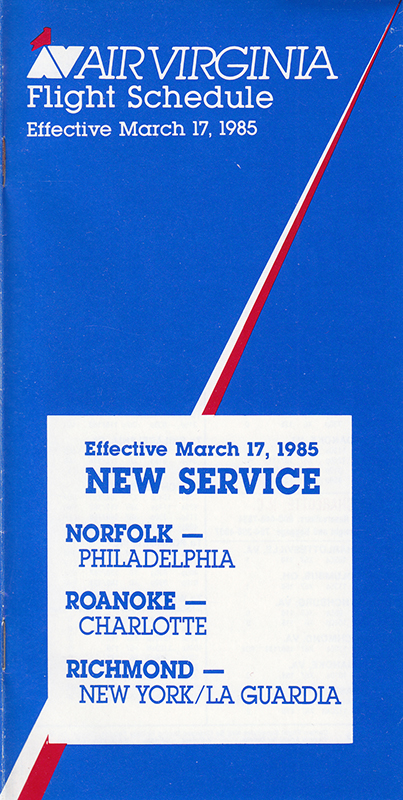 AIR VIRGINIA
Flight Schedule
Effective March 17, 1985
Effective March 17, 1985
NEW SERVICE
NORFOLK —
PHILADELPHIA
ROANOKE —
CHARLOTTE
RICHMOND —
NEW YORK/LA GUARDIA